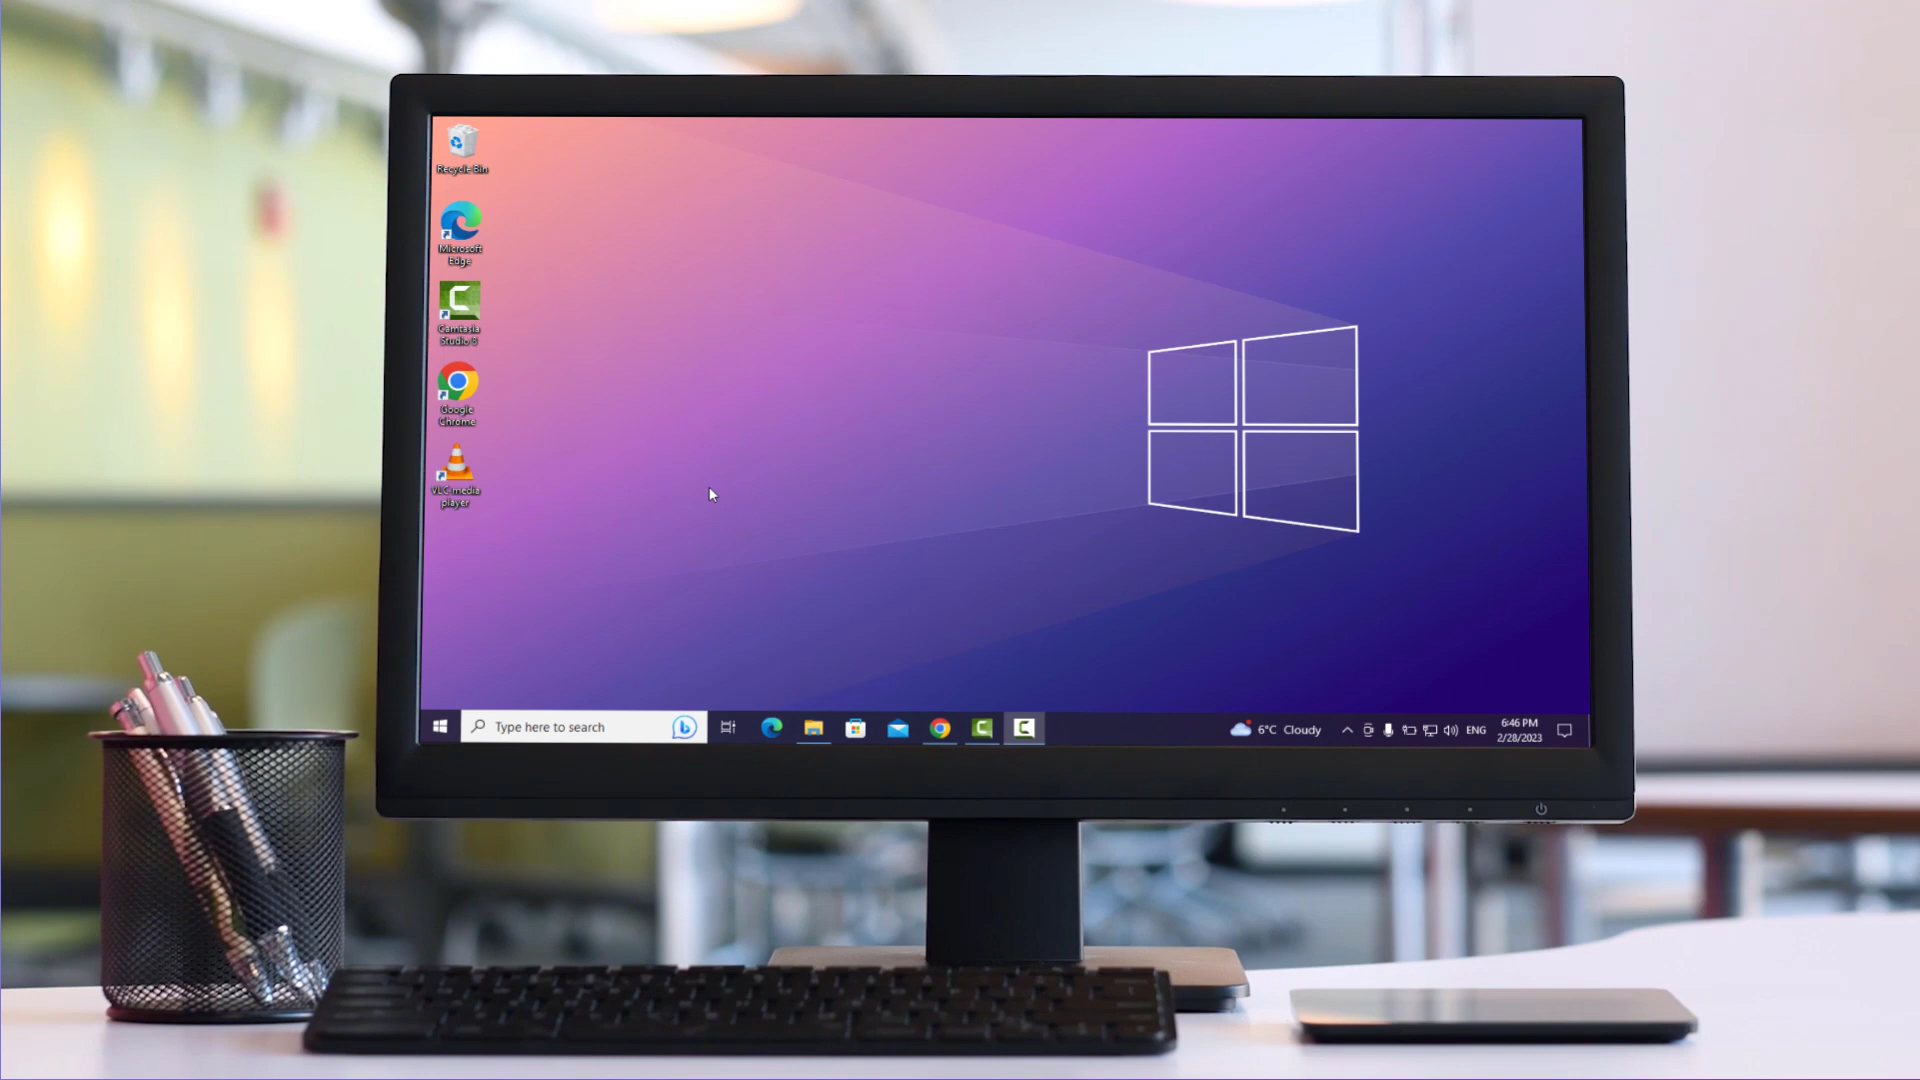 Recycle Bin
Microsoft
Edge
Camtasia
Studio 8
Google
Chrome
VLC media
player
Type here to search
6°C Cloudy
ENG
6:46 PM
2/28/2023